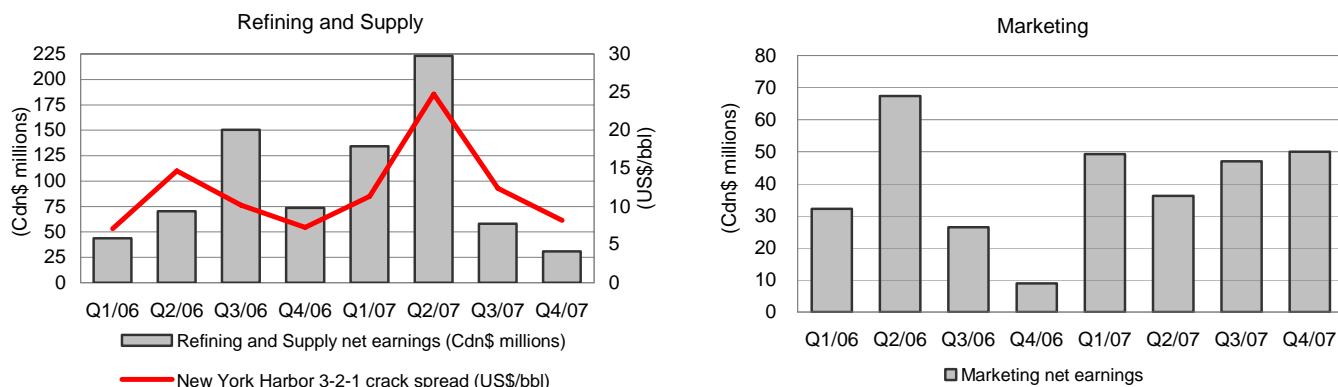 Refining and Supply
(Cdn$ millions)
225
200
175
150
125
100
75
50
25
0
30
25
20
15
10
5
0
(US$/bbl)
Q1/06 Q2/06 Q3/06 Q4/06 Q1/07 Q2/07 Q3/07 Q4/07
Refining and Supply net earnings (Cdn$ millions)
New York Harbor 3-2-1 crack spread (US$/bbl)
Marketing
(Cdn$ millions)
80
70
60
50
40
30
20
10
0
Q1/06 Q2/06 Q3/06 Q4/06 Q1/07 Q2/07 Q3/07 Q4/07
Marketing net earnings